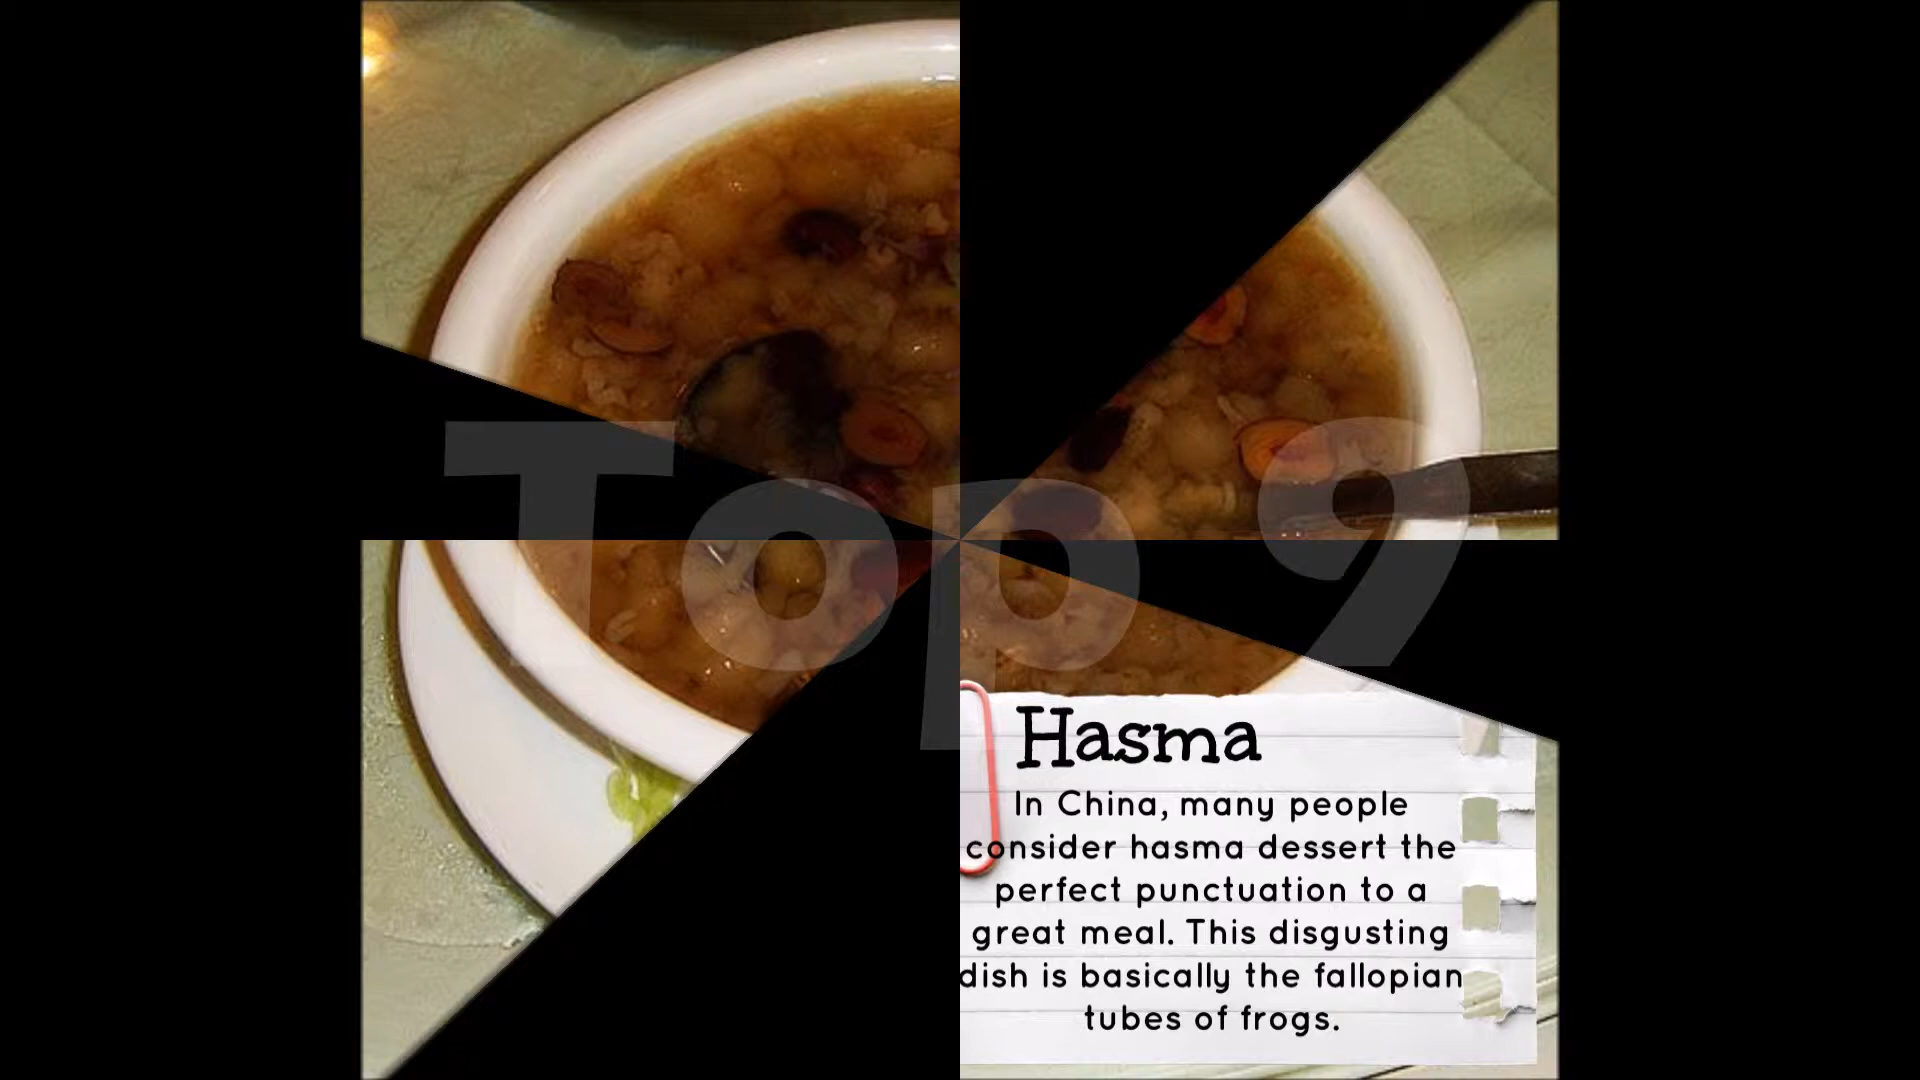 Top 9
Hasma
In China, many people
consider hasma dessert the
perfect punctuation to a
great meal. This disgusting
dish is basically the fallopian
tubes of frogs.